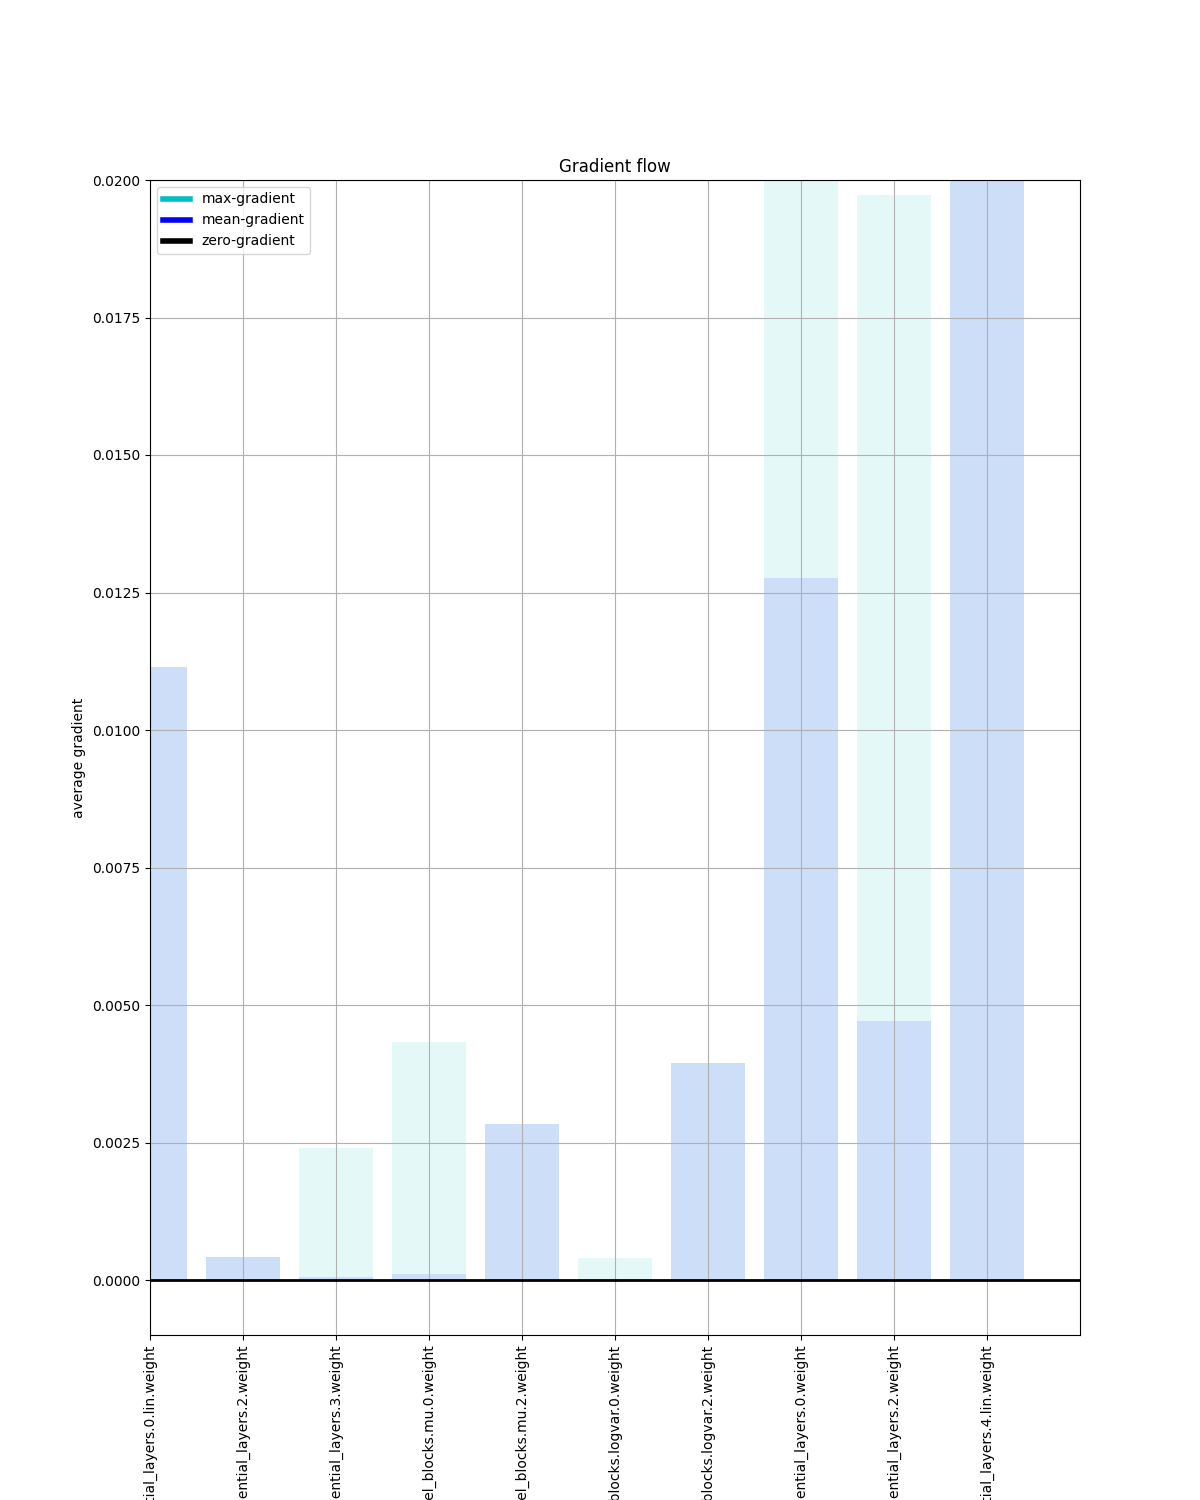 Gradient flow
max-gradient
mean-gradient
zero-gradient
0.0200
0.0175
0.0150
0.0125
0.0100
0.0075
0.0050
0.0025
0.0000
average gradient
tial_layers.0.lin.weight
ential_layers.2.weight
ential_layers.3.weight
el_blocks.mu.0.weight
el_blocks.mu.2.weight
blocks.logvar.0.weight
blocks.logvar.2.weight
ential_layers.0.weight
ential_layers.2.weight
tial_layers.4.lin.weight